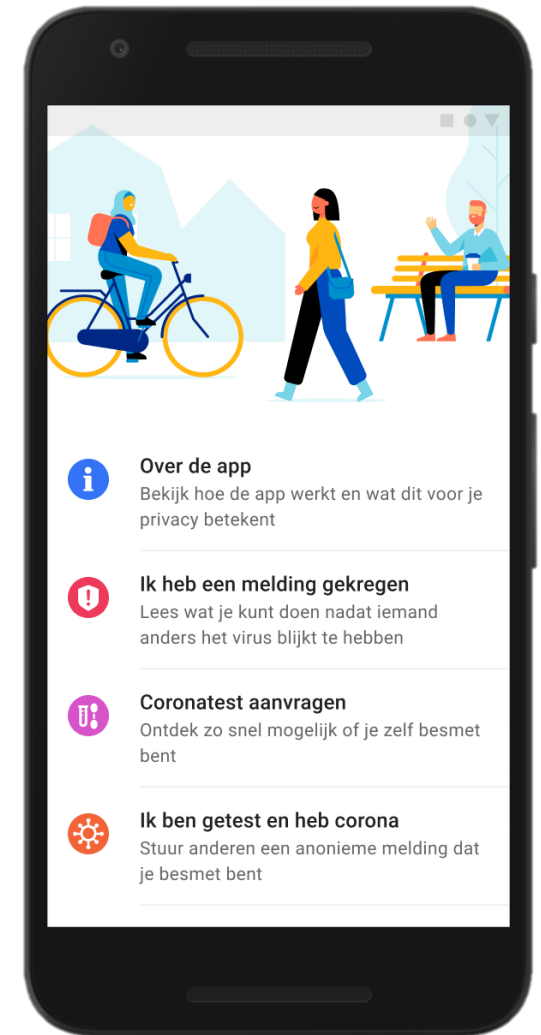 Over de app
Bekijk hoe de app werkt en wat dit voor je
privacy betekent
Ik heb een melding gekregen
Lees wat je kunt doen nadat iemand
anders het virus blijkt te hebben
Coronatest aanvragen
Ontdek zo snel mogelijk of je zelf besmet
bent
Ik ben getest en heb corona
Stuur anderen een anonieme melding dat
je besmet bent